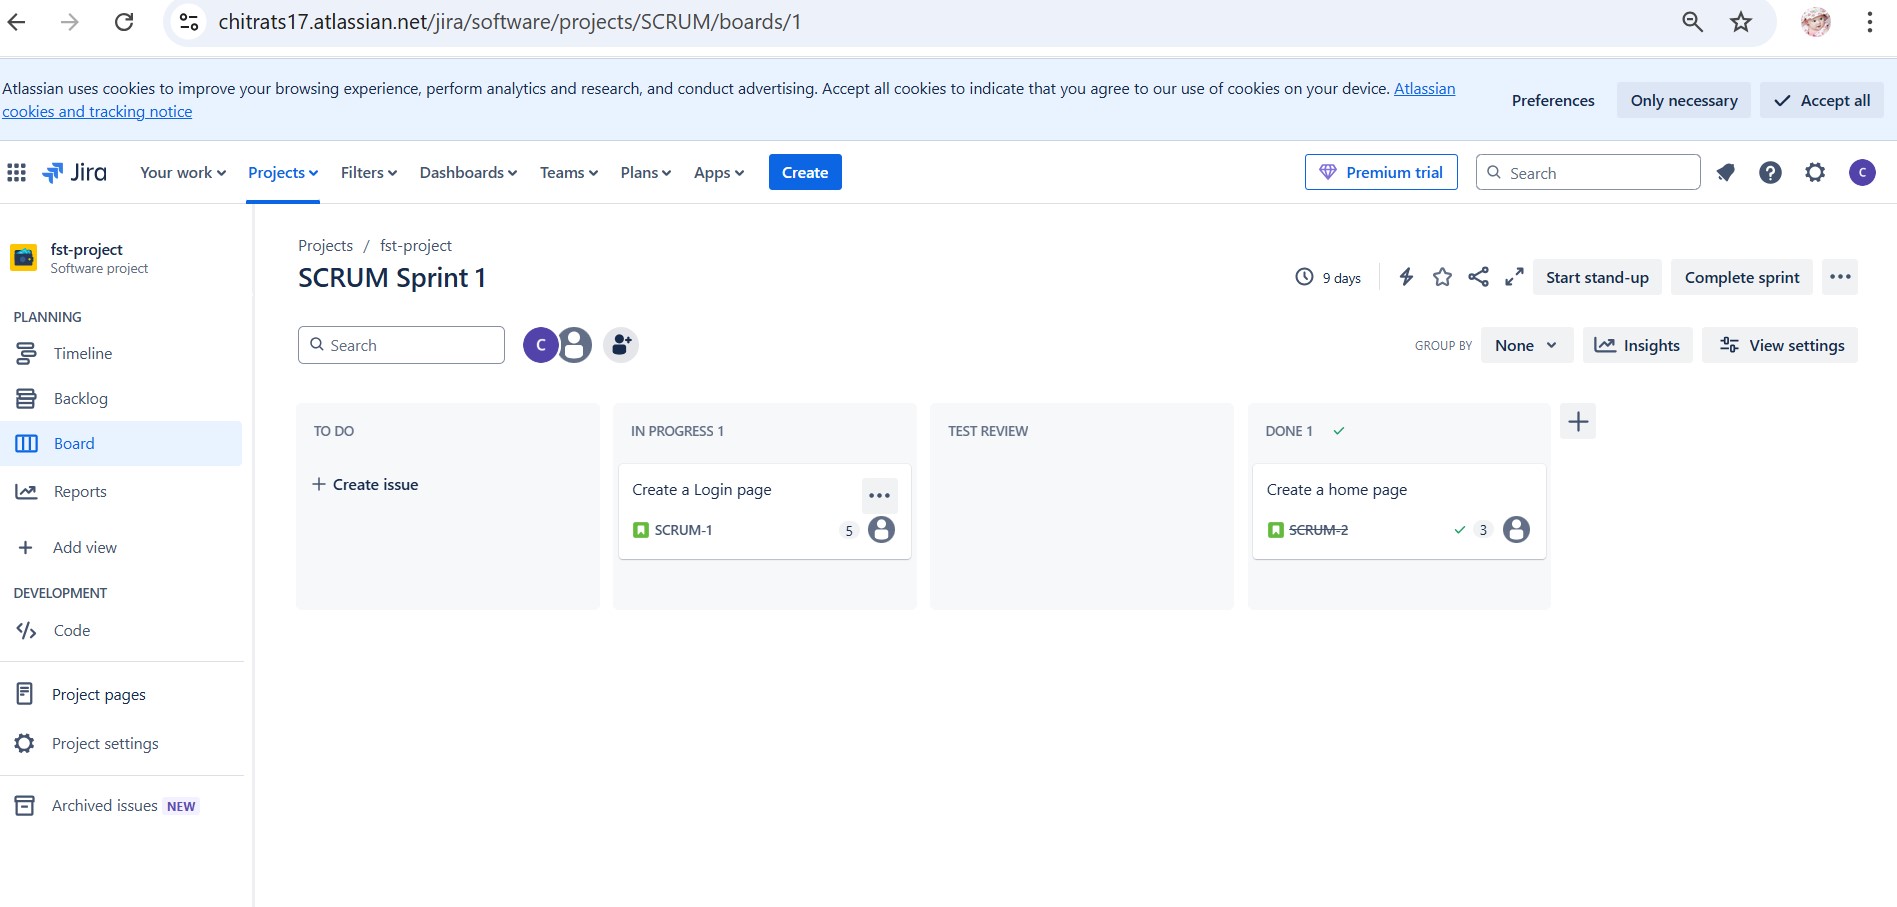 chitrats17.atlassian.net/jira/software/projects/SCRUM/boards/1
Atlassian uses cookies to improve your browsing experience, perform analytics and research, and conduct advertising. Accept all cookies to indicate that you agree to our use of cookies on your device. Atlassian
cookies and tracking notice
Preferences
Only necessary
Accept all
Jira
Your work
Projects
Filters
Dashboards
Teams
Plans
Apps
Create
Premium trial
Search
C
fst-project
Software project
PLANNING
Timeline
Backlog
Board
Reports
Add view
DEVELOPMENT
Code
Project pages
Project settings
Archived issues NEW
Projects / fst-project
SCRUM Sprint 1
9 days
Start stand-up
Complete sprint
Search
C
GROUP BY
None
Insights
View settings
TO DO
Create issue
IN PROGRESS 1
Create a Login page
SCRUM-1
5
TEST REVIEW
DONE 1
Create a home page
SCRUM-2
3